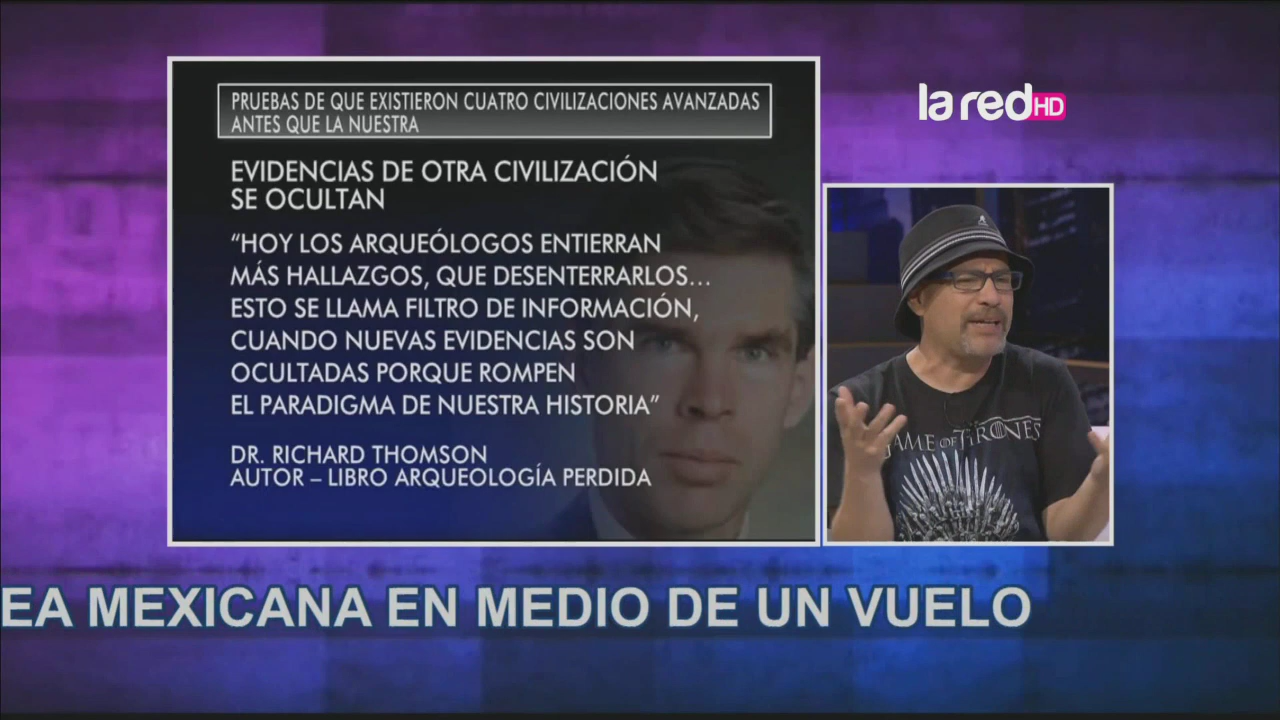 PRUEBAS DE QUE EXISTIERON CUATRO CIVILIZACIONES AVANZADAS
ANTES QUE LA NUESTRA
EVIDENCIAS DE OTRA CIVILIZACIÓN
SE OCULTAN
“HOY LOS ARQUEÓLOGOS ENTIERRAN
MÁS HALLAZGOS, QUE DESENTERRARLOS...
ESTO SE LLAMA FILTRO DE INFORMACIÓN,
CUANDO NUEVAS EVIDENCIAS SON
OCULTADAS PORQUE ROMPEN
EL PARADIGMA DE NUESTRA HISTORIA”
DR. RICHARD THOMSON
AUTOR – LIBRO ARQUEOLOGÍA PERDIDA
la red HD
GAME OF THRONES
EA MEXICANA EN MEDIO DE UN VUELO